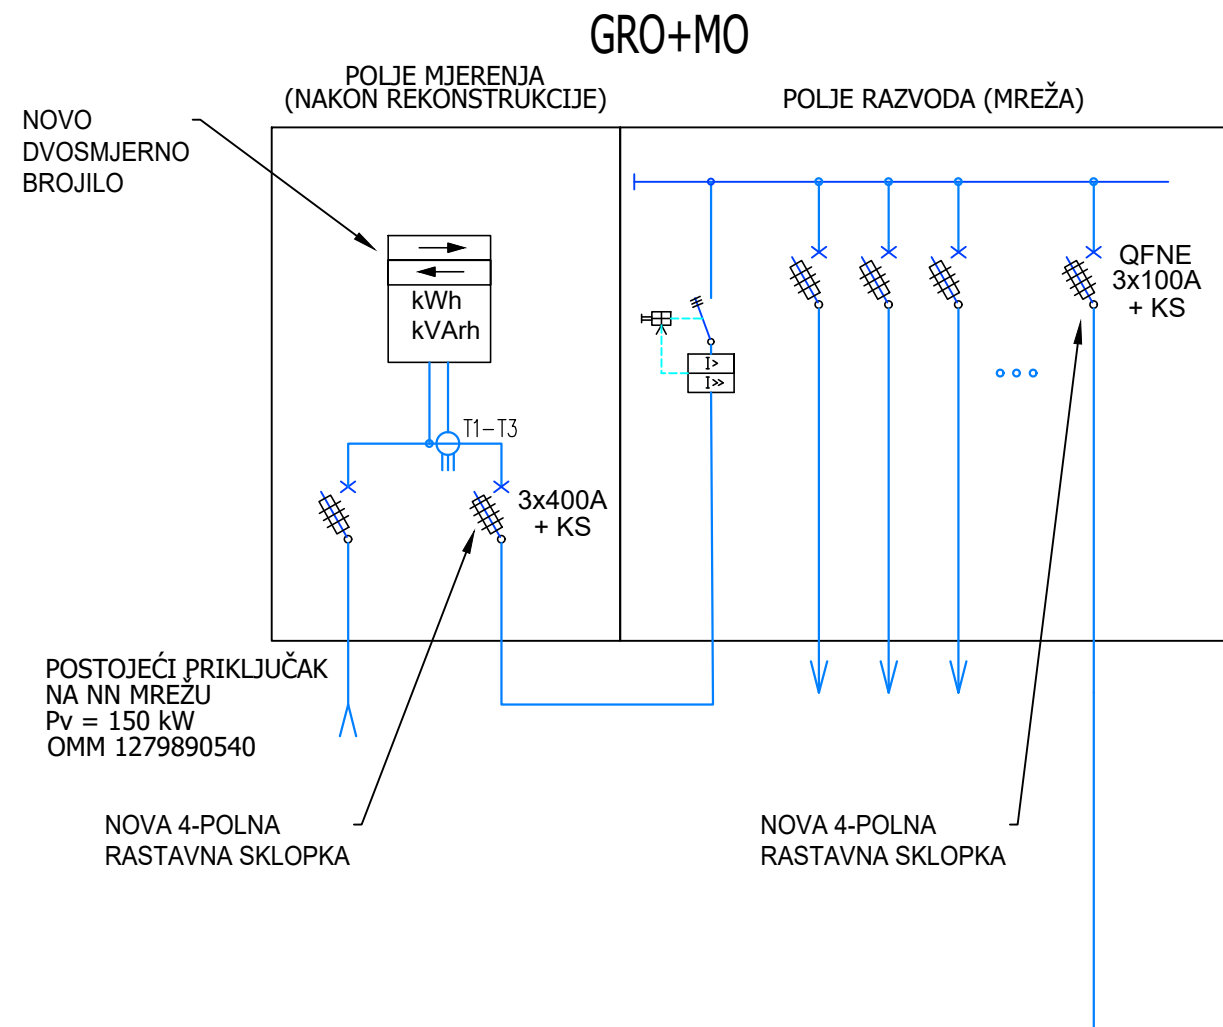 GRO+MO
POLJE MJERENJA
(NAKON REKONSTRUKCIJE)
POLJE RAZVODA (MREŽA)
NOVO
DVOSMJERNO
BROJILO
kWh
kVArh
T1-T3
3x400A
+ KS
I>
I>>
QFNE
3x100A
+ KS
POSTOJEĆI PRIKLJUČAK
NA NN MREŽU
Pv = 150 kW
OMM 1279890540
NOVA 4-POLNA
RASTAVNA SKLOPKA
NOVA 4-POLNA
RASTAVNA SKLOPKA